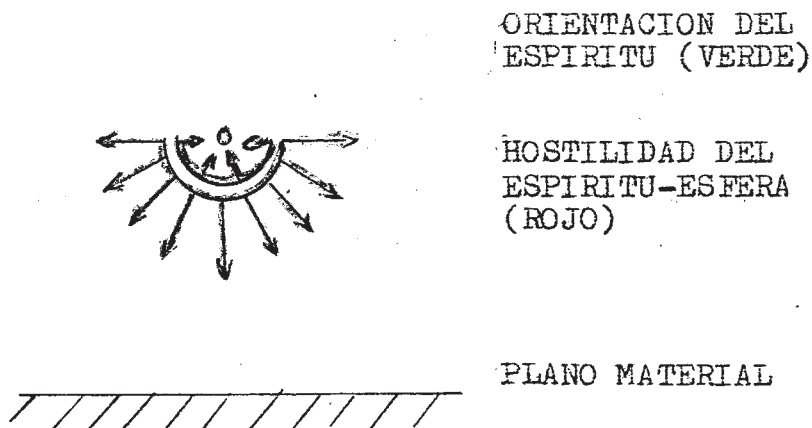 ORIENTACION DEL
ESPIRITU (VERDE)
HOSTILIDAD DEL
ESPIRITU-ESFERA
(ROJO)
PLANO MATERIAL